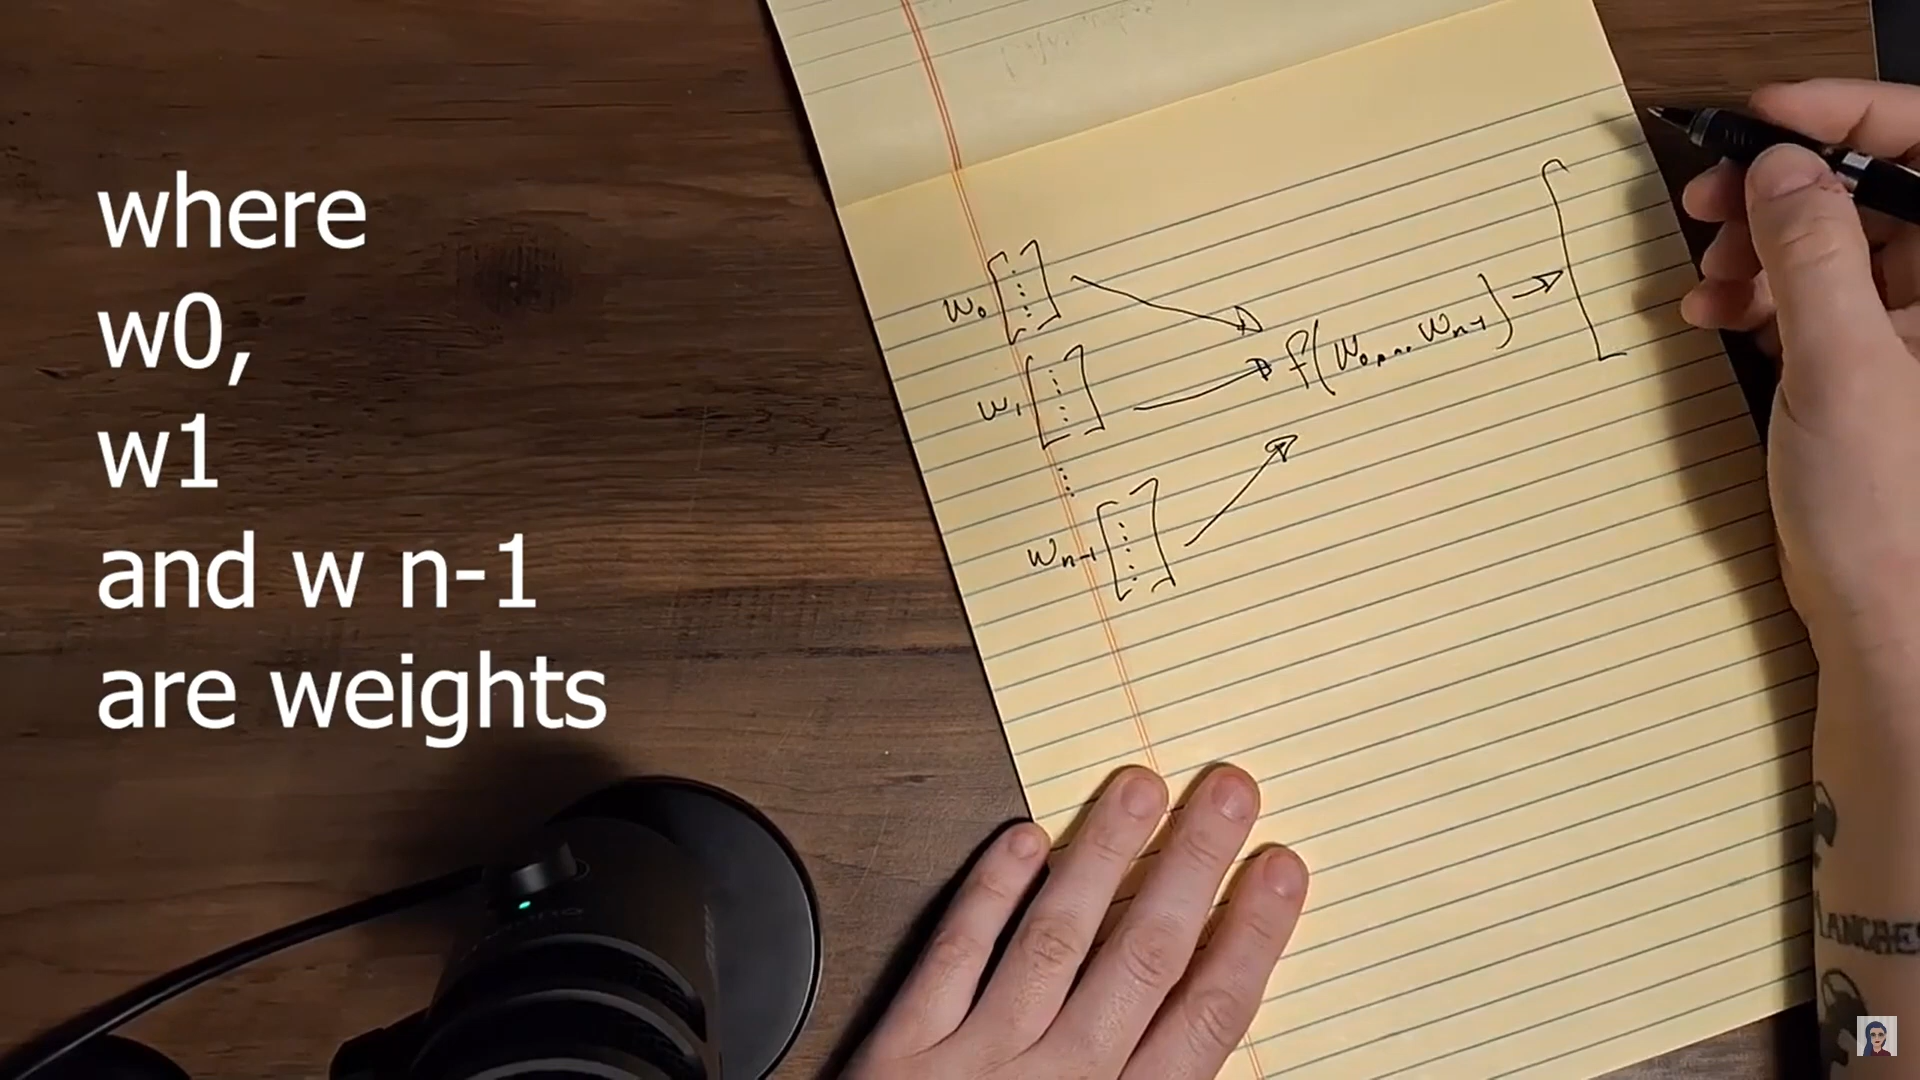 where
w0,
w1
and w n-1
are weights
w₀
w₁
wₙ₋₁
f(w₀, ..., wₙ₋₁)